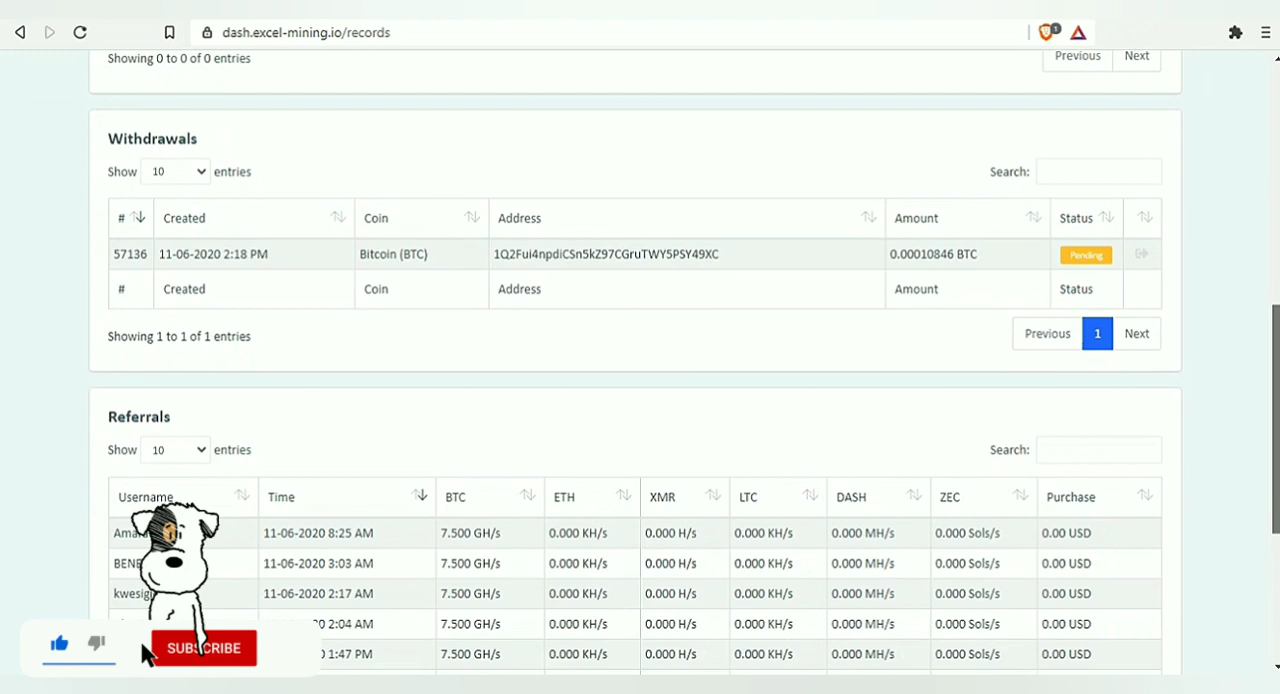 dash.excel-mining.io/records
Showing 0 to 0 of 0 entries Previous Next
Withdrawals
Show 10 entries Search:
# Created Coin Address Amount Status
57136 11-06-2020 2:18 PM Bitcoin (BTC) 1Q2Fui4npdiCSn5kZ97CGruTWY5PSY49XC 0.00010846 BTC Pending
# Created Coin Address Amount Status
Showing 1 to 1 of 1 entries Previous 1 Next
Referrals
Show 10 entries Search:
Username Time BTC ETH XMR LTC DASH ZEC Purchase
11-06-2020 8:25 AM 7.500 GH/s 0.000 KH/s 0.000 H/s 0.000 KH/s 0.000 MH/s 0.000 Sols/s 0.00 USD
11-06-2020 3:03 AM 7.500 GH/s 0.000 KH/s 0.000 H/s 0.000 KH/s 0.000 MH/s 0.000 Sols/s 0.00 USD
11-06-2020 2:17 AM 7.500 GH/s 0.000 KH/s 0.000 H/s 0.000 KH/s 0.000 MH/s 0.000 Sols/s 0.00 USD
2:04 AM 7.500 GH/s 0.000 KH/s 0.000 H/s 0.000 KH/s 0.000 MH/s 0.000 Sols/s 0.00 USD
1:47 PM 7.500 GH/s 0.000 KH/s 0.000 H/s 0.000 KH/s 0.000 MH/s 0.000 Sols/s 0.00 USD
SUBSCRIBE